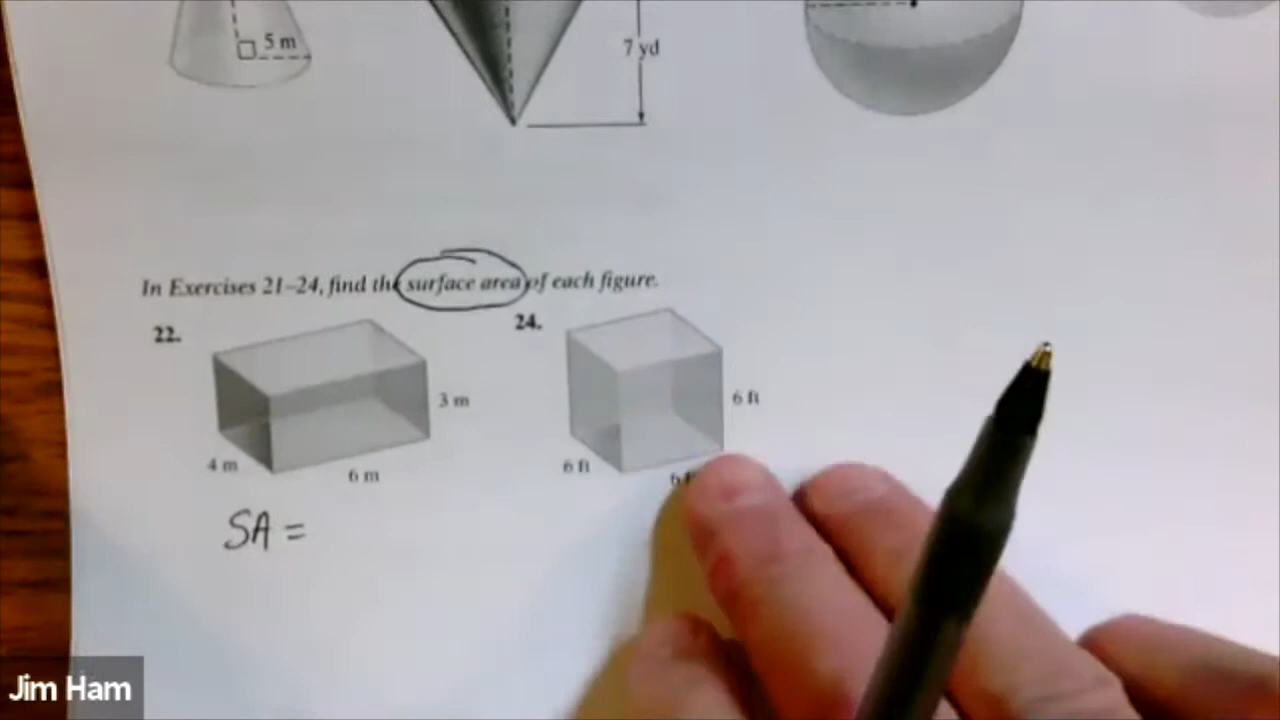 5 m
7 yd
In Exercises 21–24, find the surface area of each figure.
22.
24.
3 m
4 m
6 m
6 ft
6 ft
SA =
Jim Ham